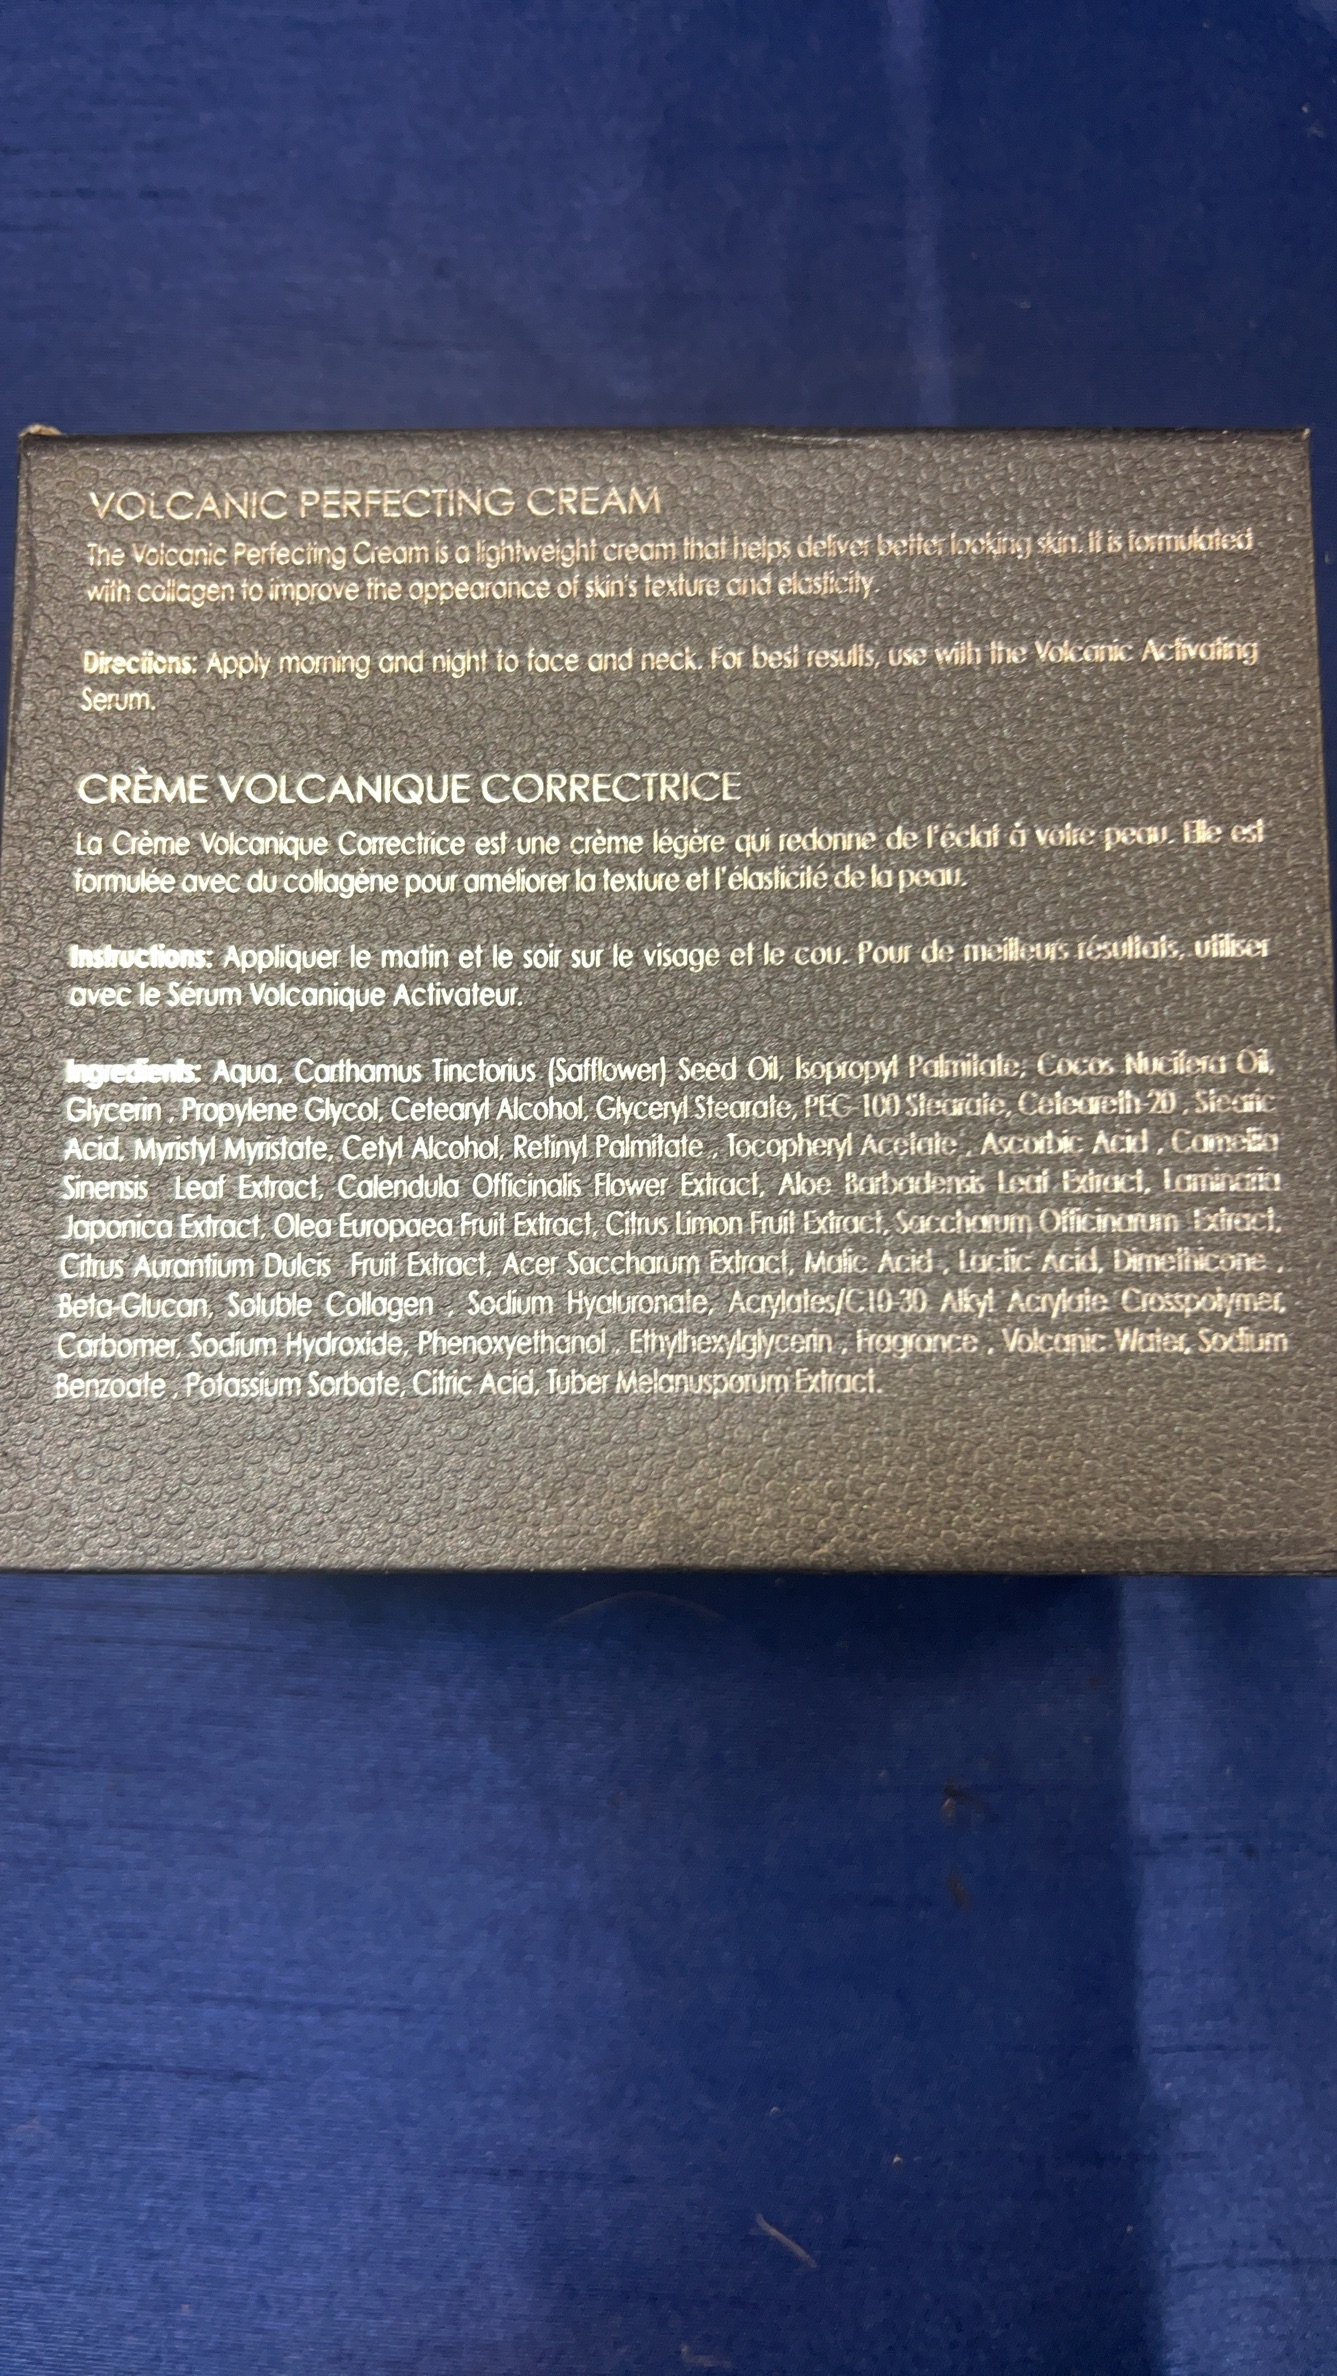 VOLCANIC PERFECTING CREAM
The Volcanic Perfecting Cream is a lightweight cream that helps deliver better looking skin. It is formulated
with collagen to improve the appearance of skin's texture and elasticity.
Directions: Apply morning and night to face and neck. For best results, use with the Volcanic Activating
Serum.
CRÈME VOLCANIQUE CORRECTRICE
La Crème Volcanique Correctrice est une crème légère qui redonne de l'éclat á votre peau. Elle est
formulée avec du collagène pour améliorer la texture et l'élasticité de la peau.
Instructions: Appliquer le matin et le soir sur le visage et le cou. Pour de meilleurs résultats, utiliser
avec le Sérum Volcanique Activateur.
Ingredients: Aqua, Carthamus Tinctorius (Safflower) Seed Oil, Isopropyl Palmitate, Cocos Nucifera Oil,
Glycerin , Propylene Glycol, Cetearyl Alcohol, Glyceryl Stearate, PEG-100 Stearate, Ceteareth-20 , Stearic
Acid, Myristyl Myristate, Cetyl Alcohol, Retinyl Palmitate , Tocopheryl Acetate , Ascorbic Acid , Camellia
Sinensis Leaf Extract, Calendula Officinalis Flower Extract, Aloe Barbadensis Leaf Extract, Laminaria
Japonica Extract, Olea Europaea Fruit Extract, Citrus Limon Fruit Extract, Saccharum Officinarum Extract,
Citrus Aurantium Dulcis Fruit Extract, Acer Saccharum Extract, Malic Acid , Lactic Acid, Dimethicone ,
Beta-Glucan, Soluble Collagen , Sodium Hyaluronate, Acrylates/C10-30 Alkyl Acrylate Crosspolymer,
Carbomer, Sodium Hydroxide, Phenoxyethanol , Ethylhexylglycerin , Fragrance , Volcanic Water, Sodium
Benzoate , Potassium Sorbate, Citric Acid, Tuber Melanusporum Extract.